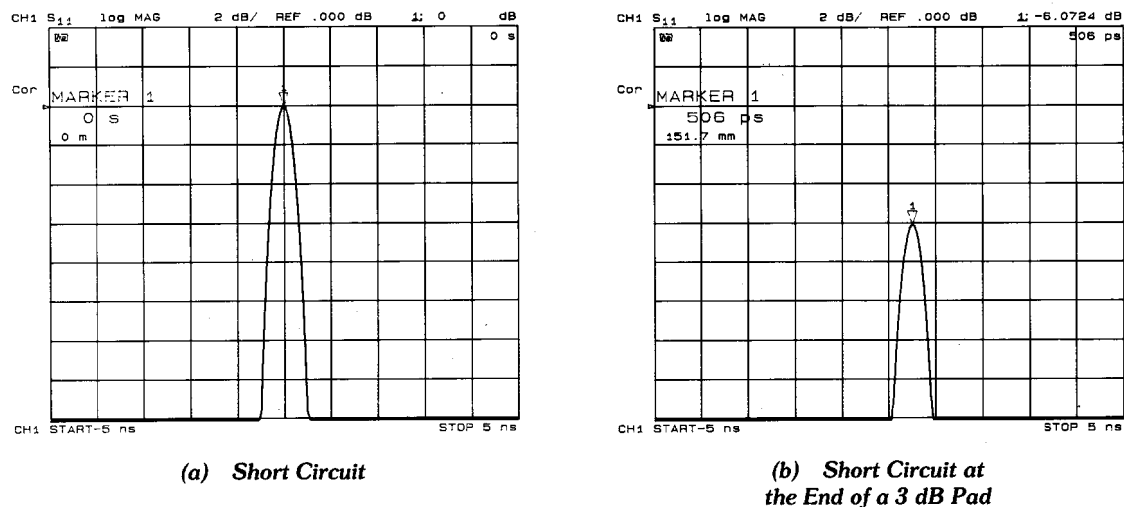 CH1 S11 log MAG 2 dB/ REF .000 dB 1: 0 dB
0 s
Cor
MARKER 1
0 s
0 m
1
CH1 START-5 ns STOP 5 ns
(a) Short Circuit
CH1 S11 log MAG 2 dB/ REF .000 dB 1:-6.0724 dB
506 ps
Cor
MARKER 1
506 ps
151.7 mm
1
CH1 START-5 ns STOP 5 ns
(b) Short Circuit at
the End of a 3 dB Pad